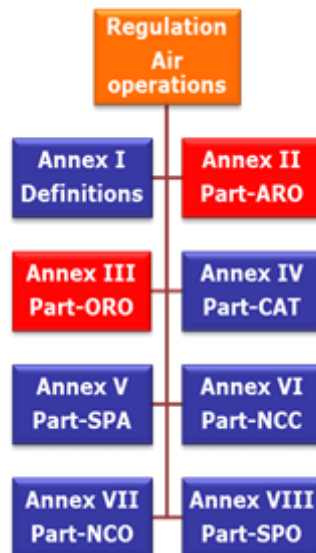 Regulation
Air
operations
Annex I
Definitions
Annex II
Part-ARO
Annex III
Part-ORO
Annex IV
Part-CAT
Annex V
Part-SPA
Annex VI
Part-NCC
Annex VII
Part-NCO
Annex VIII
Part-SPO